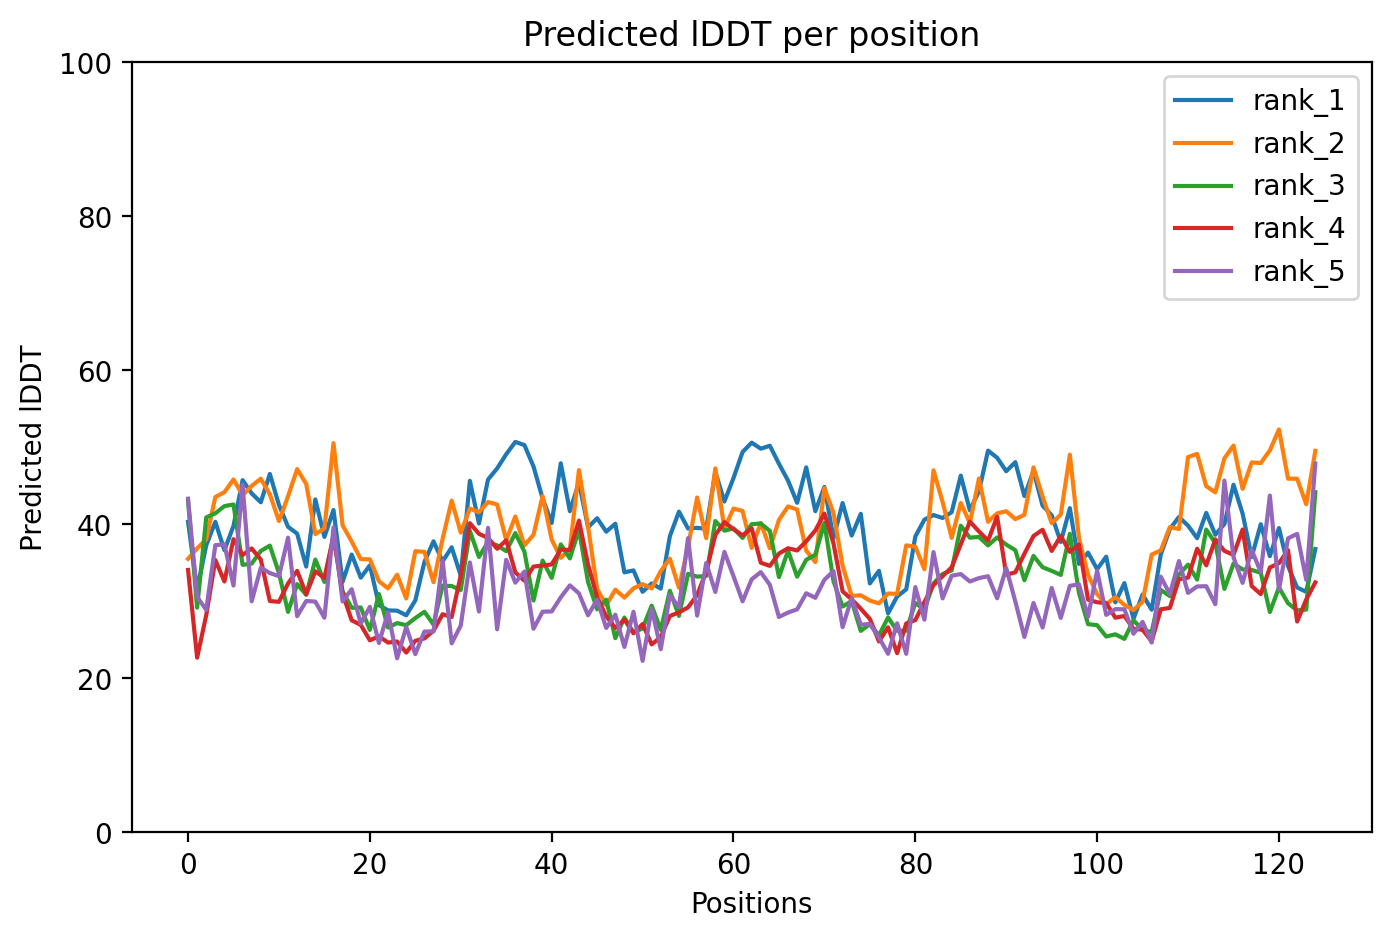 Predicted lDDT per position
Predicted lDDT
100
80
60
40
20
0
rank_1
rank_2
rank_3
rank_4
rank_5
0 20 40 60 80 100 120
Positions